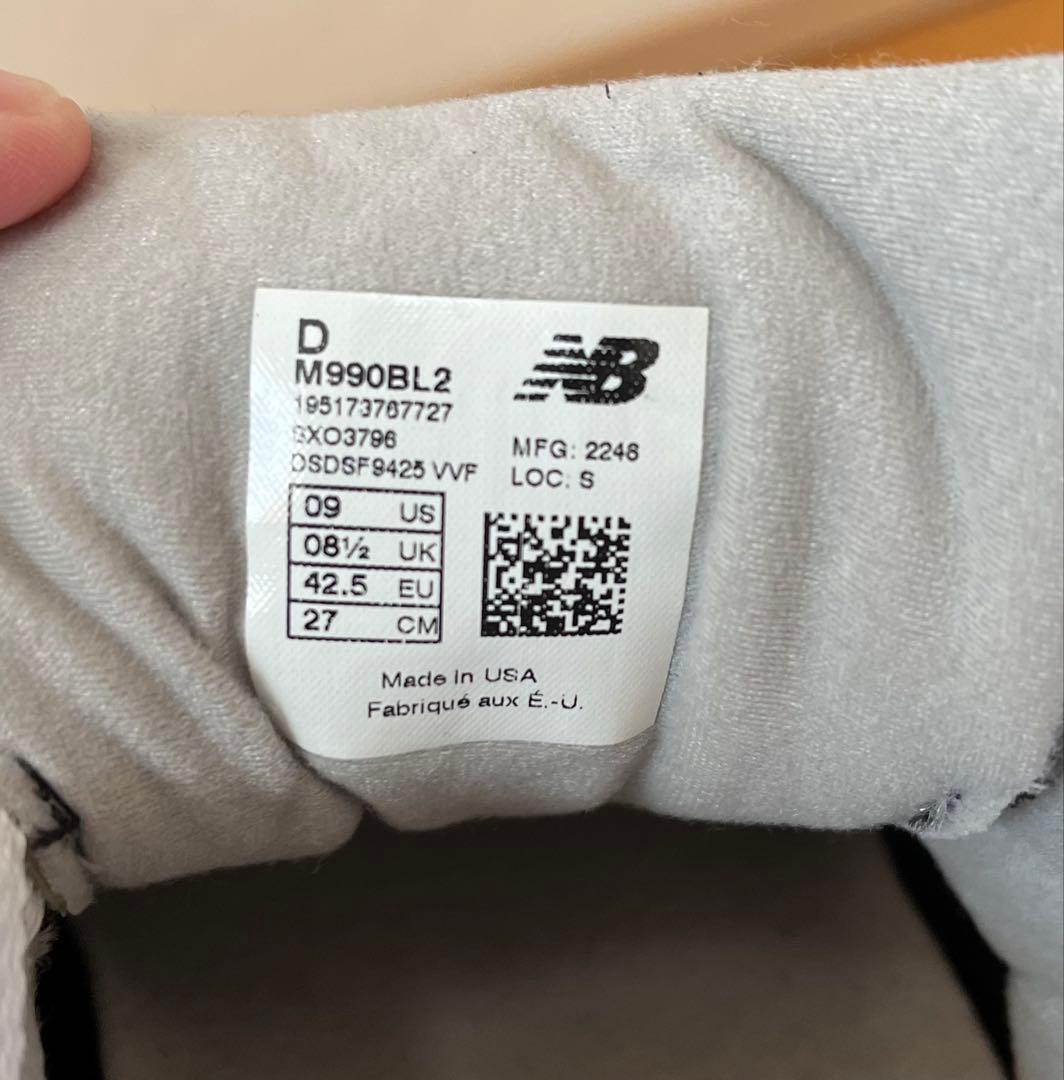 D
M990BL2
195173767727
SXO3796
DSDSF9425 VVF
NB
MFG: 2246
LOC: S
09 US
08½ UK
42.5 EU
27 CM
Made in USA
Fabriqué aux É.-U.